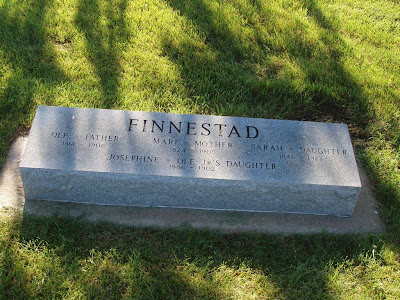 FINNESTAD
OLE - FATHER
MARI - MOTHER
SARAH - DAUGHTER
JOSEPHINE - OLE JR'S DAUGHTER